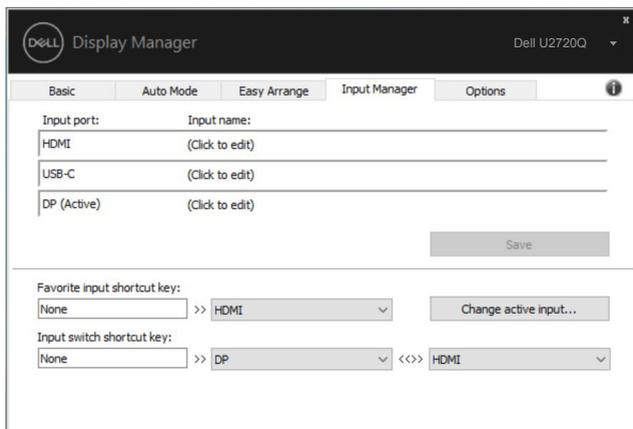 x
DELL Display Manager Dell U2720Q
Basic Auto Mode Easy Arrange Input Manager Options i
Input port: Input name:
HDMI (Click to edit)
USB-C (Click to edit)
DP (Active) (Click to edit)
Save
Favorite input shortcut key:
None >> HDMI Change active input...
Input switch shortcut key:
None >> DP <<>> HDMI